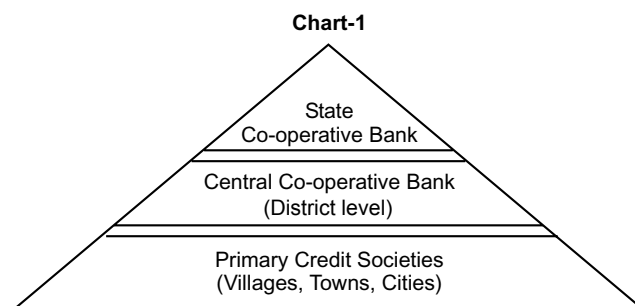 Chart-1
State
Co-operative Bank
Central Co-operative Bank
(District level)
Primary Credit Societies
(Villages, Towns, Cities)